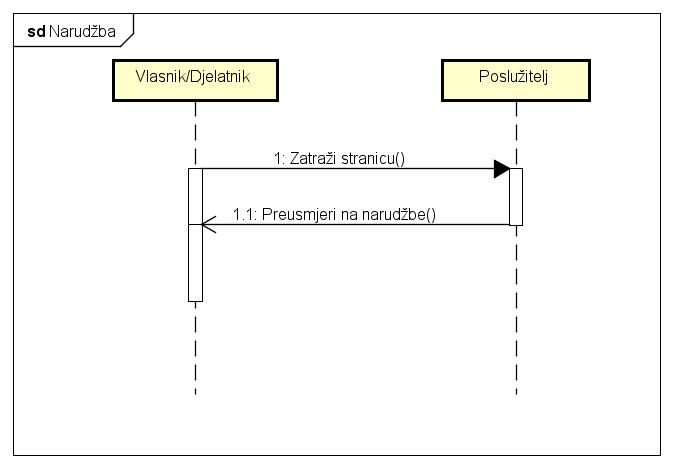 sd Narudžba
Vlasnik/Djelatnik
Poslužitelj
1: Zatraži stranicu()
1.1: Preusmjeri na narudžbe()